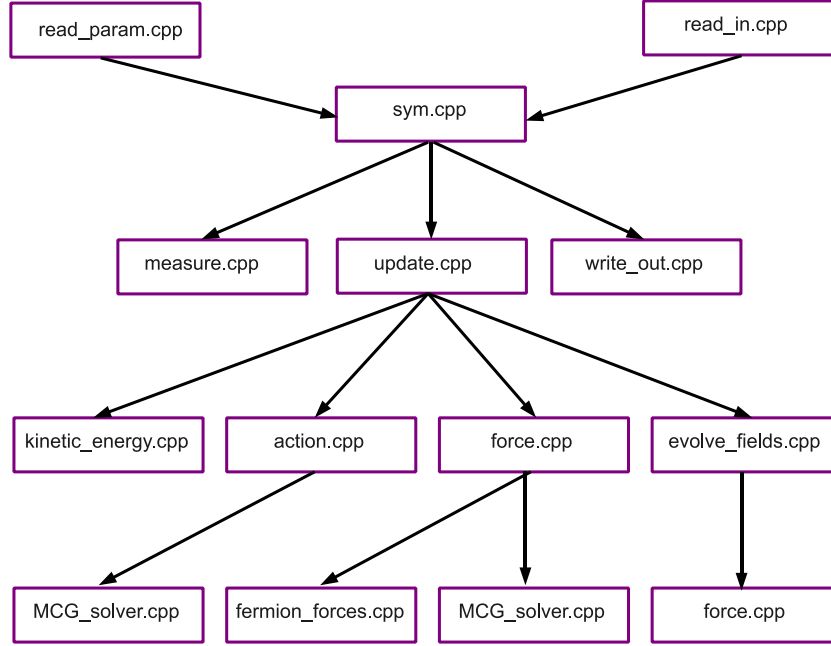 read_param.cpp
read_in.cpp
sym.cpp
measure.cpp
update.cpp
write_out.cpp
kinetic_energy.cpp
action.cpp
force.cpp
evolve_fields.cpp
MCG_solver.cpp
fermion_forces.cpp
MCG_solver.cpp
force.cpp